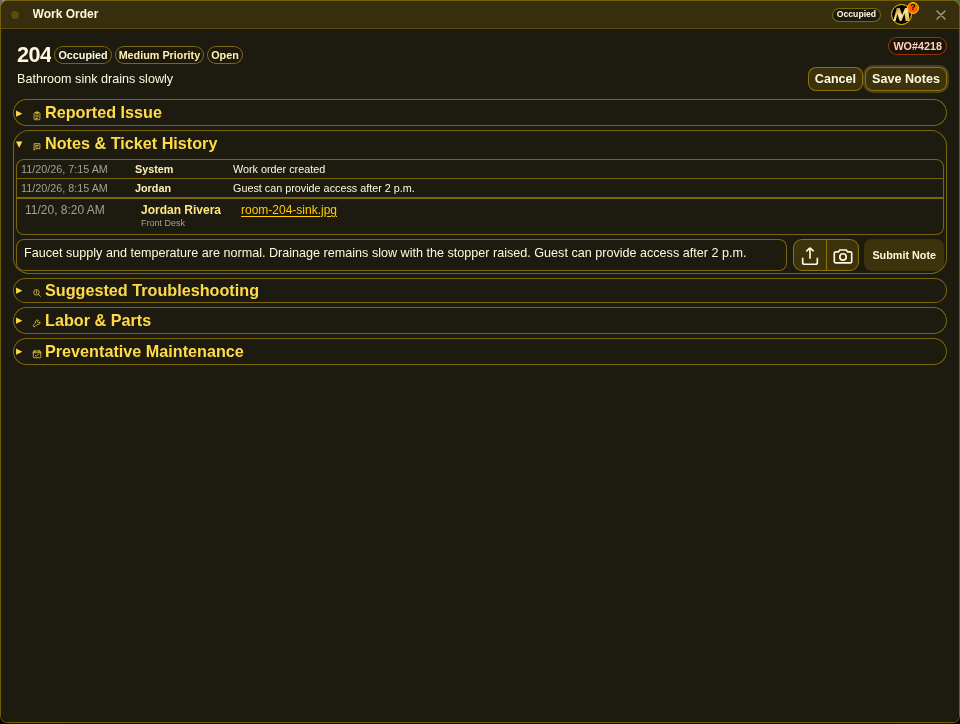 Work Order
Occupied
M ?
WO#4218
204 Occupied Medium Priority Open
Bathroom sink drains slowly
Cancel Save Notes
Reported Issue
Notes & Ticket History
11/20/26, 7:15 AM System Work order created
11/20/26, 8:15 AM Jordan Guest can provide access after 2 p.m.
11/20, 8:20 AM Jordan Rivera room-204-sink.jpg
Front Desk
Faucet supply and temperature are normal. Drainage remains slow with the stopper raised. Guest can provide access after 2 p.m.
Submit Note
Suggested Troubleshooting
Labor & Parts
Preventative Maintenance